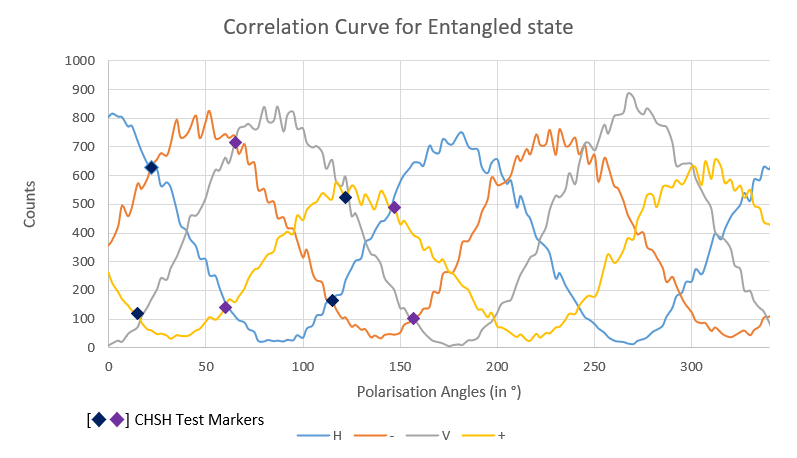 Correlation Curve for Entangled state
Counts
1000
900
800
700
600
500
400
300
200
100
0
0 50 100 150 200 250 300
Polarisation Angles (in °)
[◆◆] CHSH Test Markers
H - V +